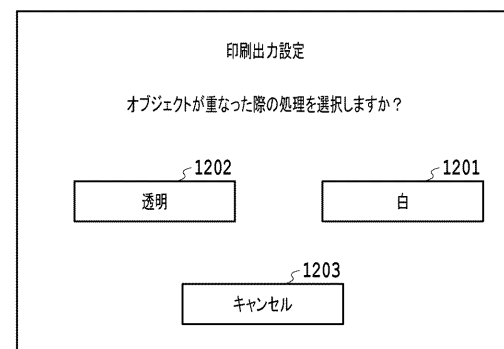 印刷出力設定
オブジェクトが重なった際の処理を選択しますか？
1202
1201
透明
白
1203
キャンセル